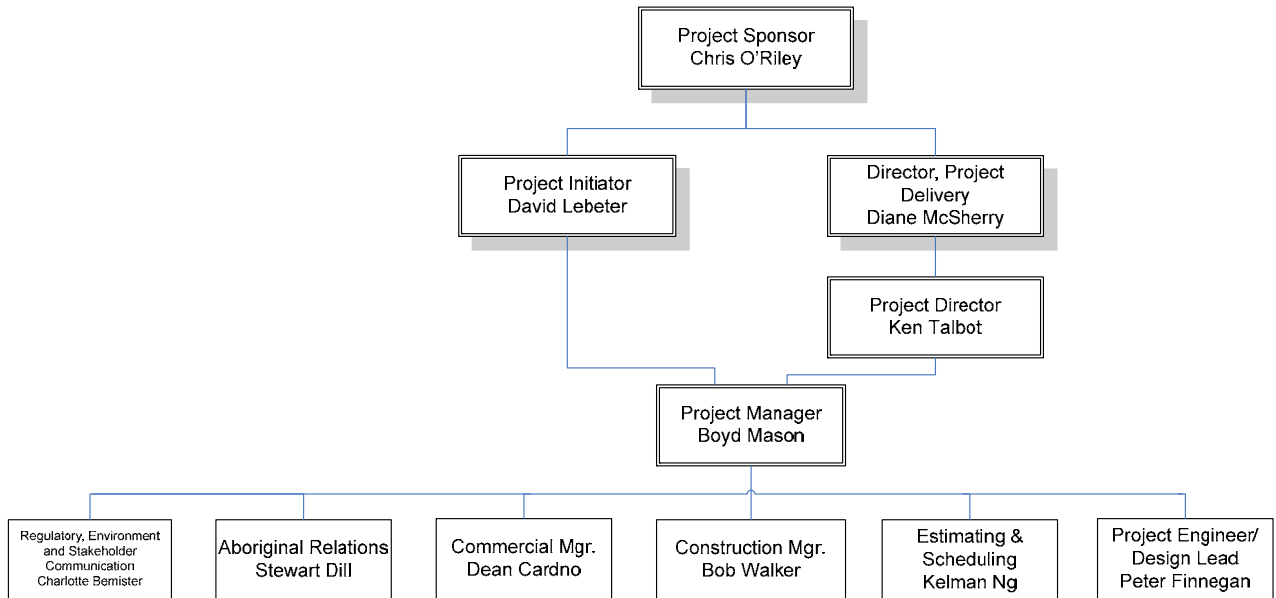 Project Sponsor
Chris O'Riley
Project Initiator
David Lebeter
Director, Project
Delivery
Diane McSherry
Project Director
Ken Talbot
Project Manager
Boyd Mason
Regulatory, Environment
and Stakeholder
Communication
Charlotte Bemister
Aboriginal Relations
Stewart Dill
Commercial Mgr.
Dean Cardno
Construction Mgr.
Bob Walker
Estimating &
Scheduling
Kelman Ng
Project Engineer/
Design Lead
Peter Finnegan